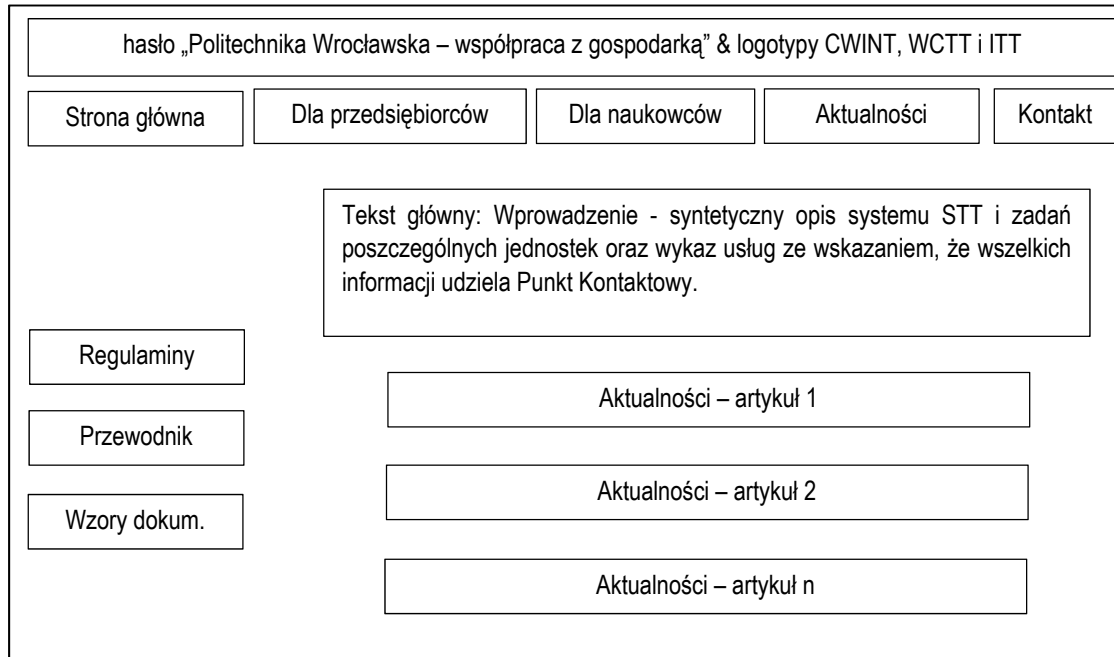 hasło „Politechnika Wrocławska – współpraca z gospodarką” & logotypy CWINT, WCTT i ITT
Strona główna
Dla przedsiębiorców
Dla naukowców
Aktualności
Kontakt
Tekst główny: Wprowadzenie - syntetyczny opis systemu STT i zadań
poszczególnych jednostek oraz wykaz usług ze wskazaniem, że wszelkich
informacji udziela Punkt Kontaktowy.
Regulaminy
Przewodnik
Wzory dokum.
Aktualności – artykuł 1
Aktualności – artykuł 2
Aktualności – artykuł n